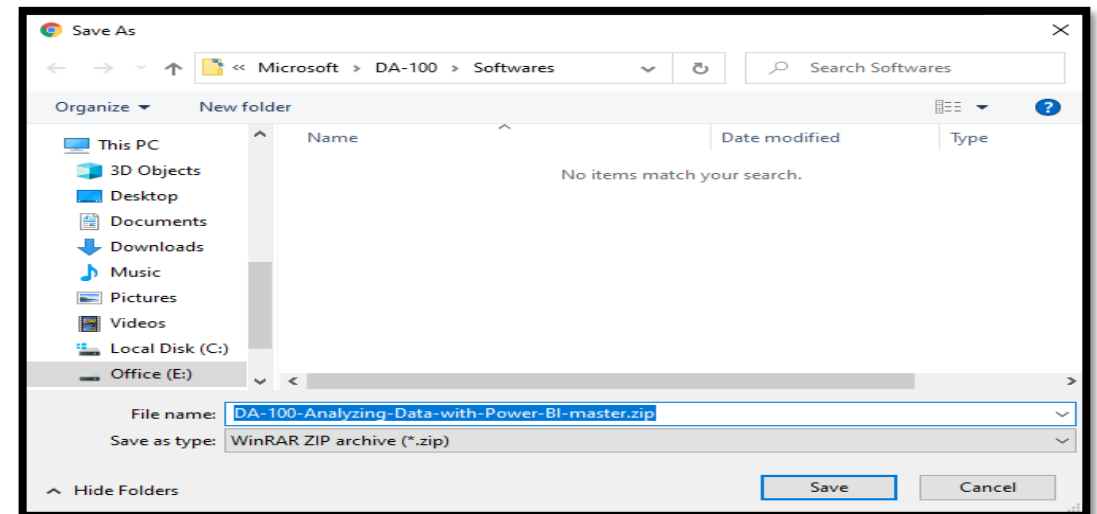 Save As
« Microsoft > DA-100 > Softwares
Search Softwares
Organize
New folder
This PC
3D Objects
Desktop
Documents
Downloads
Music
Pictures
Videos
Local Disk (C:)
Office (E:)
Name
Date modified
Type
No items match your search.
File name: DA-100-Analyzing-Data-with-Power-BI-master.zip
Save as type: WinRAR ZIP archive (*.zip)
Hide Folders
Save
Cancel